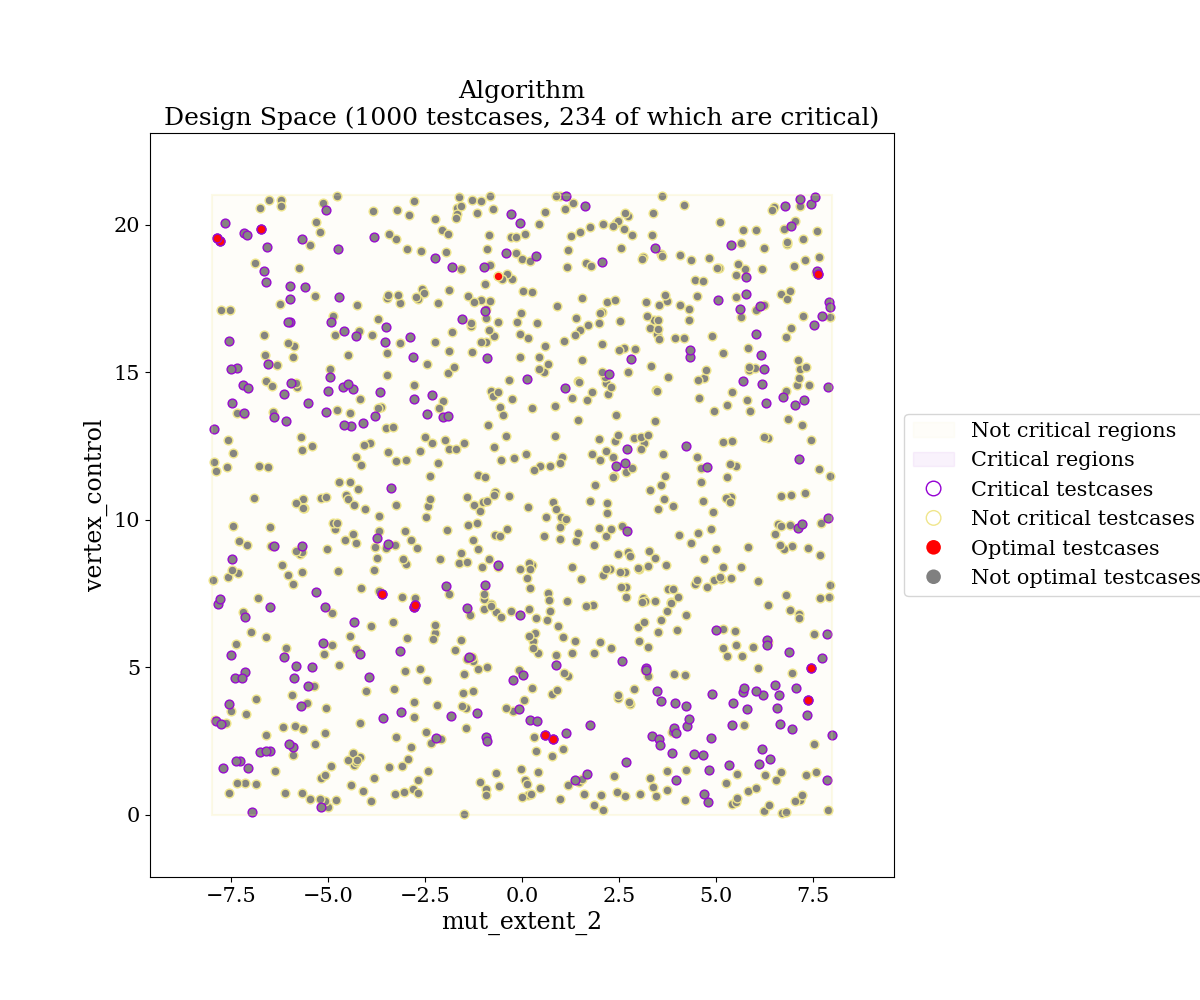 Algorithm
Design Space (1000 testcases, 234 of which are critical)
20
15
10
5
0
vertex_control
−7.5 −5.0 −2.5 0.0 2.5 5.0 7.5
mut_extent_2
Not critical regions
Critical regions
Critical testcases
Not critical testcases
Optimal testcases
Not optimal testcases